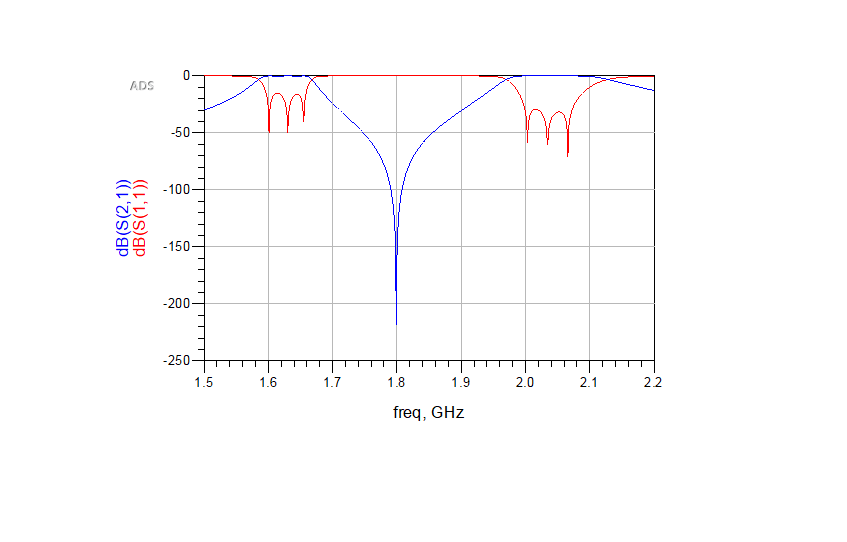 ADS
0
-50
-100
-150
-200
-250
dB(S(2,1))
dB(S(1,1))
1.5 1.6 1.7 1.8 1.9 2.0 2.1 2.2
freq, GHz